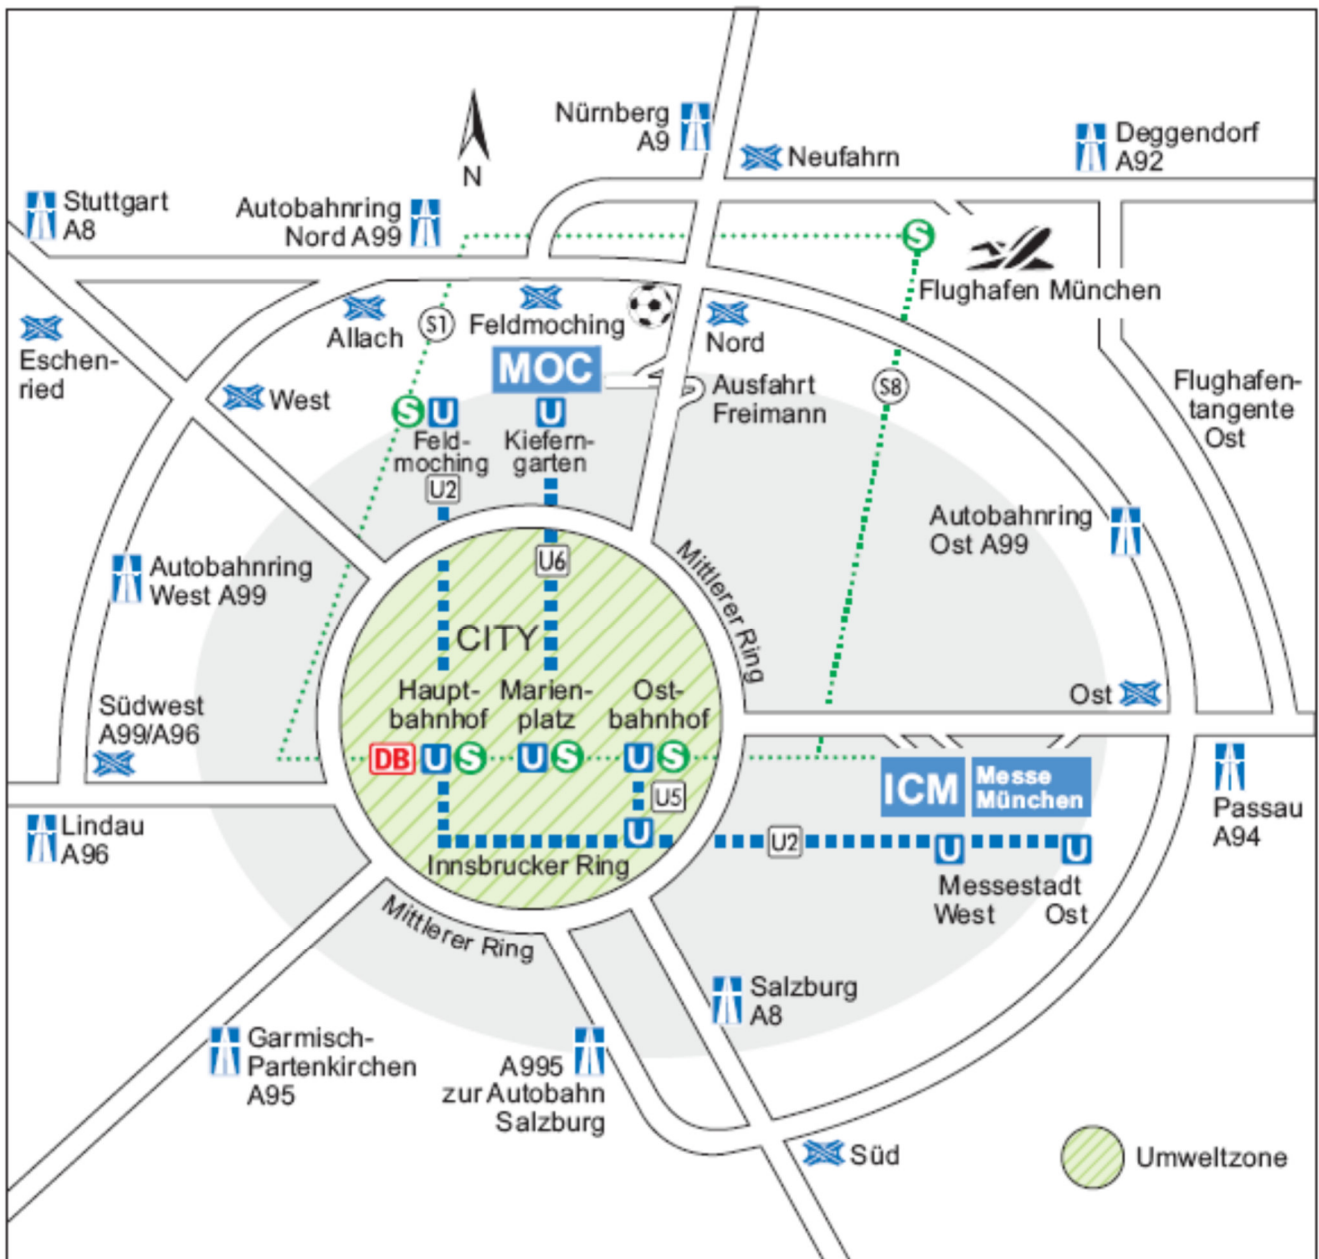 Nürnberg
A9
Neufahrn
Deggendorf
A92
N
Stuttgart
A8
Autobahnring
Nord A99
S
Flughafen München
Eschen-
ried
Allach
S1
Feldmoching
Nord
MOC
Ausfahrt
Freimann
S8
Flughafen-
tangente
Ost
West
S U
Feld-
moching
U2
U
Kiefern-
garten
Autobahnring
Ost A99
Autobahnring
West A99
U6
Mittlerer Ring
CITY
Südwest
A99/A96
Haupt-
bahnhof
Marien-
platz
Ost-
bahnhof
Ost
DB U S
U S
U S
ICM
Messe
München
U5
Passau
A94
Lindau
A96
U
U2
U
U
Innsbrucker Ring
Messestadt
West Ost
Mittlerer Ring
Salzburg
A8
Garmisch-
Partenkirchen
A95
A995
zur Autobahn
Salzburg
Süd
Umweltzone